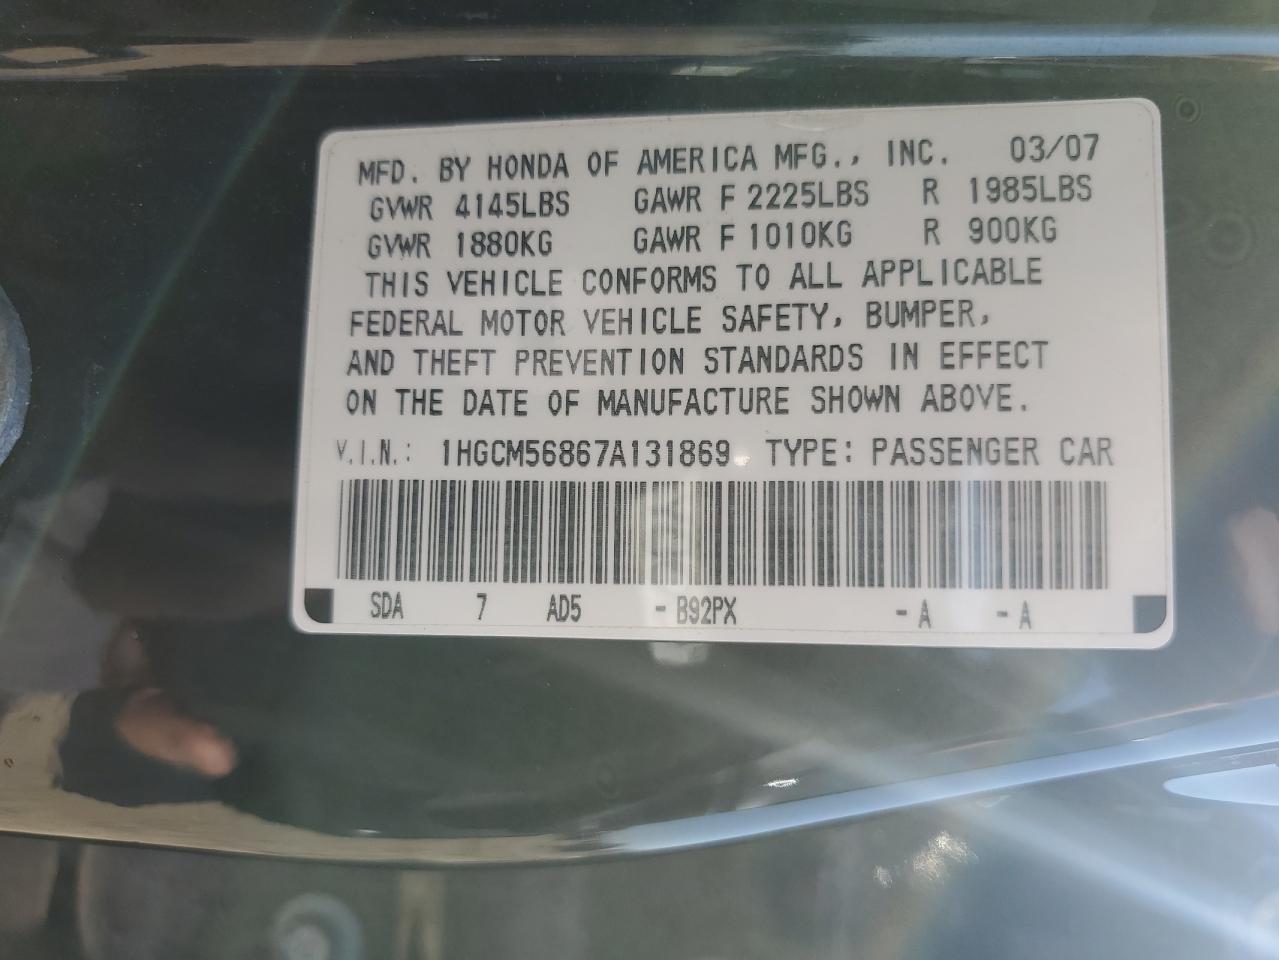 MFD. BY HONDA OF AMERICA MFG., INC. 03/07
GVWR 4145LBS GAWR F 2225LBS R 1985LBS
GVWR 1880KG GAWR F 1010KG R 900KG
THIS VEHICLE CONFORMS TO ALL APPLICABLE
FEDERAL MOTOR VEHICLE SAFETY, BUMPER,
AND THEFT PREVENTION STANDARDS IN EFFECT
ON THE DATE OF MANUFACTURE SHOWN ABOVE.
V.I.N.: 1HGCM56867A131869 TYPE: PASSENGER CAR
SDA 7 AD5 -B92PX -A -A